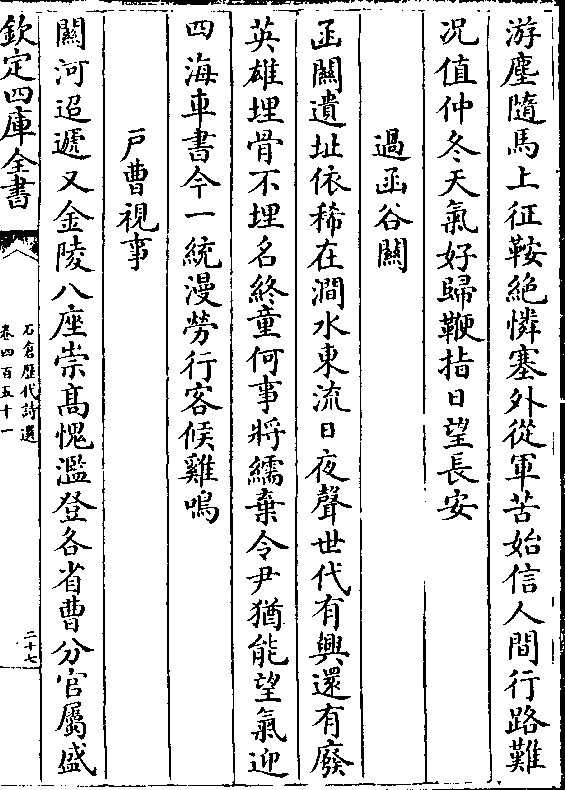 游塵隨馬上征鞍絶憐塞外從軍苦始信人間行路難
况值仲冬天氣好歸鞭指日望長安
過函谷關
函關遺址依稀在澗水東流日夜聲世代有興還有廢
英雄埋骨不埋名終童何事將繻棄令尹猶能望氣迎
四海車書今一統漫勞行客候雞鳴
戸曹視事
關河迢遞又金陵八座崇髙愧濫登各省曹分官屬盛
欽定四庫全書
石倉歴代詩選
卷四百五十一
二十七